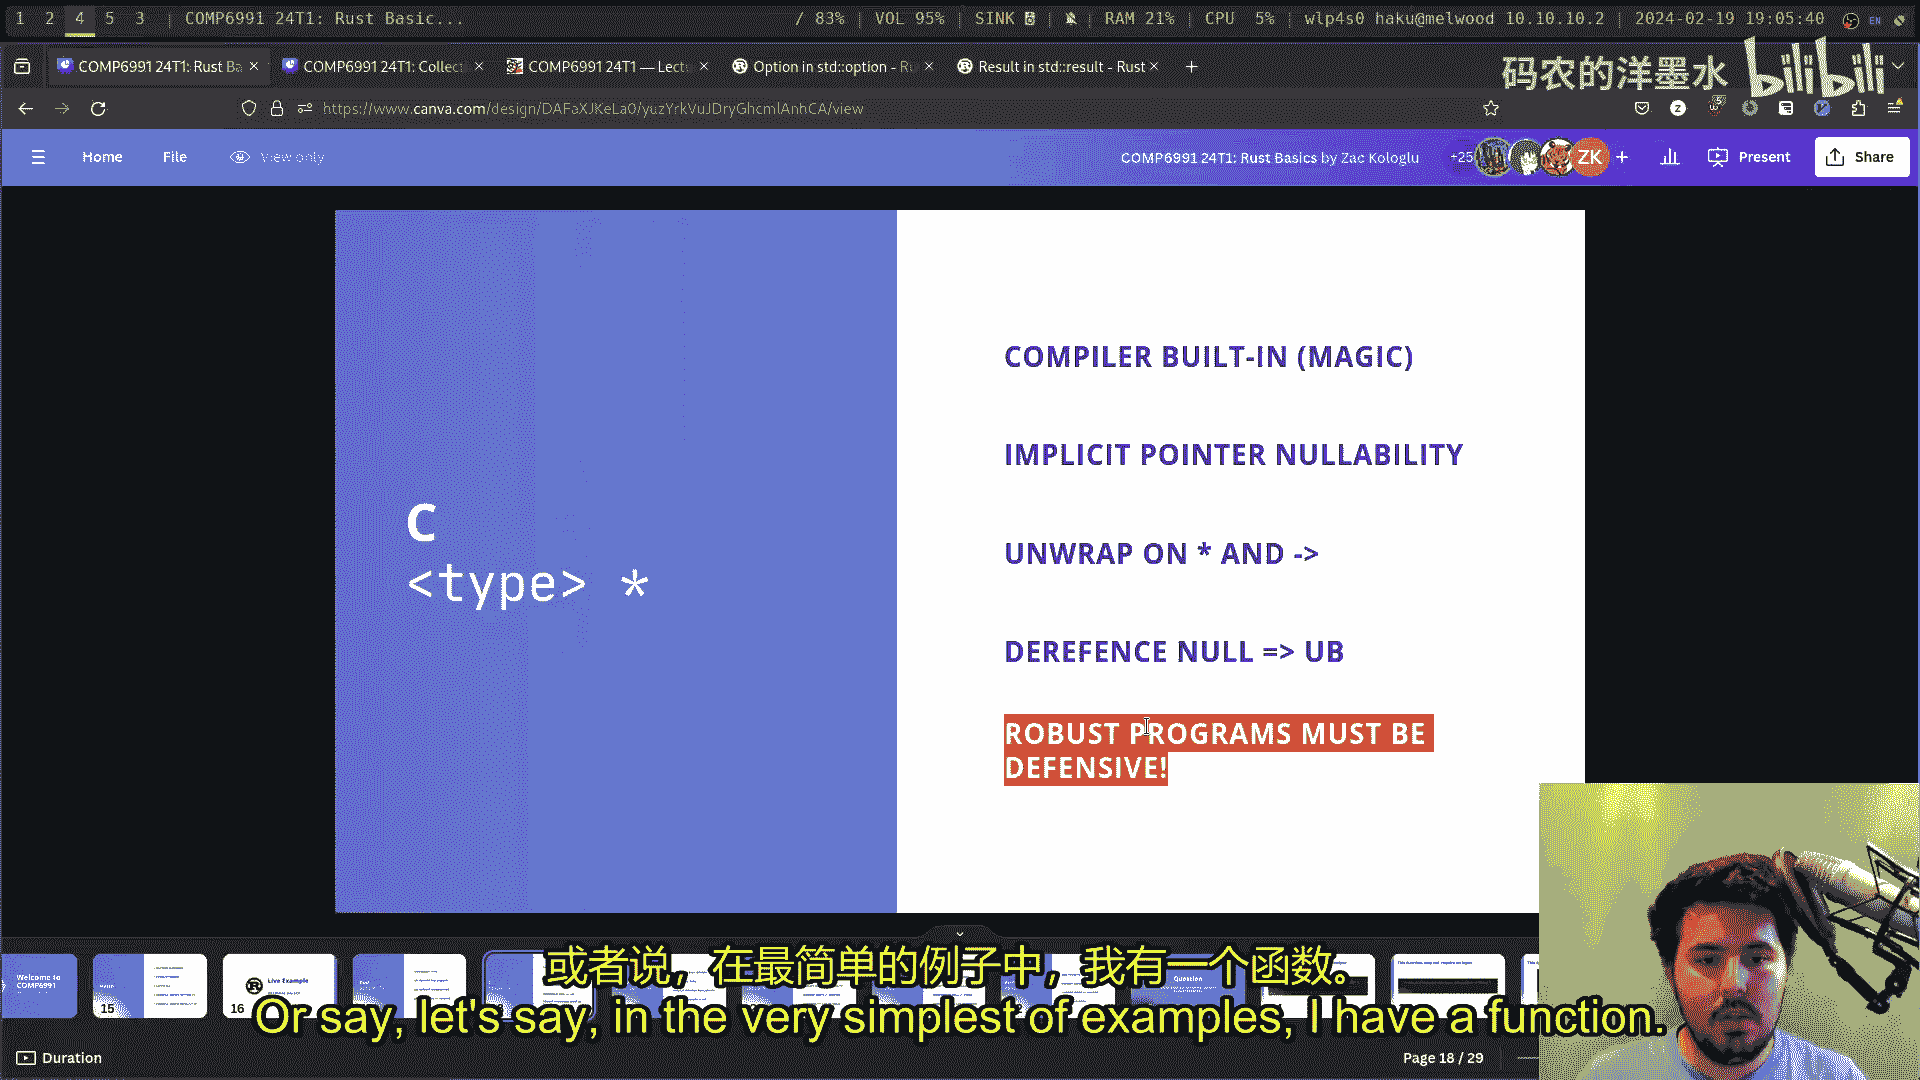 1 2 4 5 3 | COMP6991 24T1: Rust Basic...
/ 83% | VOL 95% | SINK | | RAM 21% | CPU 5% | wlp4s0 haku@melwood 10.10.10.2 | 2024-02-19 19:05:40 EN
COMP6991 24T1: Rust Ba
COMP6991 24T1: Collect
COMP6991 24T1 — Lectu
Option in std::option - Ru
Result in std::result - Rust
码农的洋墨水 bilibili
https://www.canva.com/design/DAFaXJKeLa0/yuzYrkVuJDryGhcmlAnhCA/view
Home File View only
COMP6991 24T1: Rust Basics by Zac Kologlu
+25 ZK
Present
Share
C
<type> *
COMPILER BUILT-IN (MAGIC)
IMPLICIT POINTER NULLABILITY
UNWRAP ON * AND ->
DEREFENCE NULL => UB
ROBUST PROGRAMS MUST BE
DEFENSIVE!
Welcome to
COMP6991
15
16
Live Example
Question
或者说，在最简单的例子中，我有一个函数。
Or say, let's say, in the very simplest of examples, I have a function.
Duration
Page 18 / 29